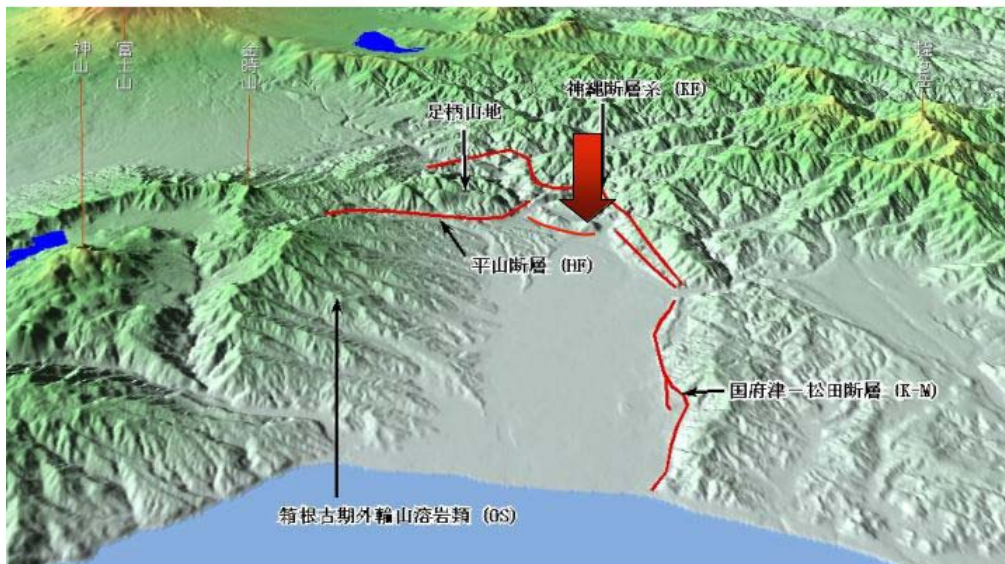 神山
富士山
金時山
足柄山地
神縄断層系 (KF)
平山断層 (HF)
国府津－松田断層 (K-M)
箱根古期外輪山溶岩類 (OS)